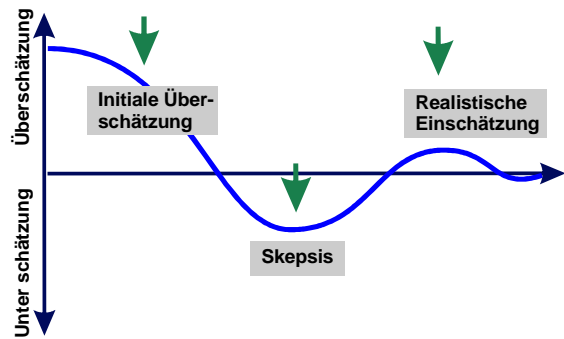 Überschätzung
Initiale Über-
schätzung
Realistische
Einschätzung
Skepsis
Unter schätzung